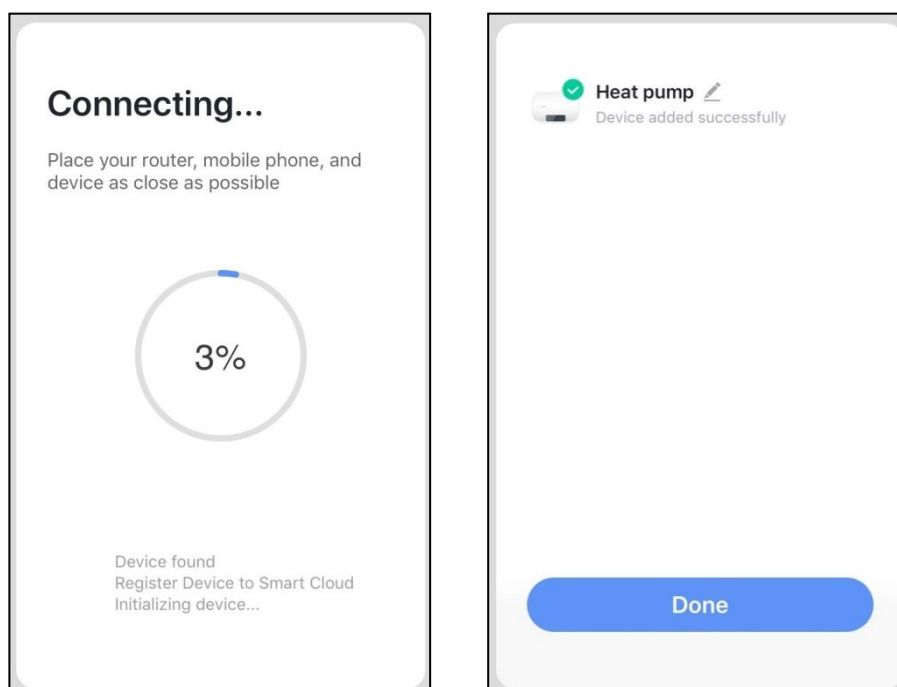 Connecting...
Place your router, mobile phone, and
device as close as possible
3%
Device found
Register Device to Smart Cloud
Initializing device...
Heat pump
Device added successfully
Done